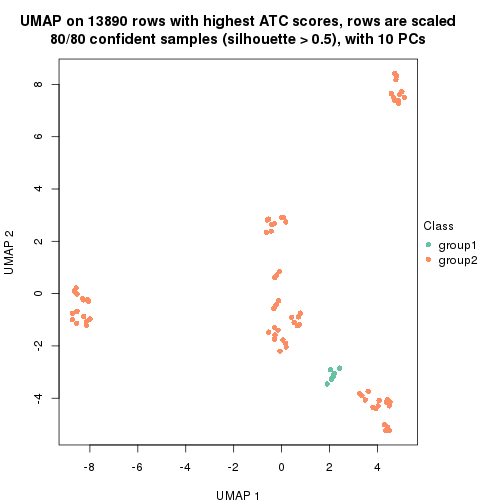 UMAP on 13890 rows with highest ATC scores, rows are scaled
80/80 confident samples (silhouette > 0.5), with 10 PCs
8
6
4
2
0
-2
-4
UMAP 2
-8
-6
-4
-2
0
2
4
UMAP 1
Class
group1
group2